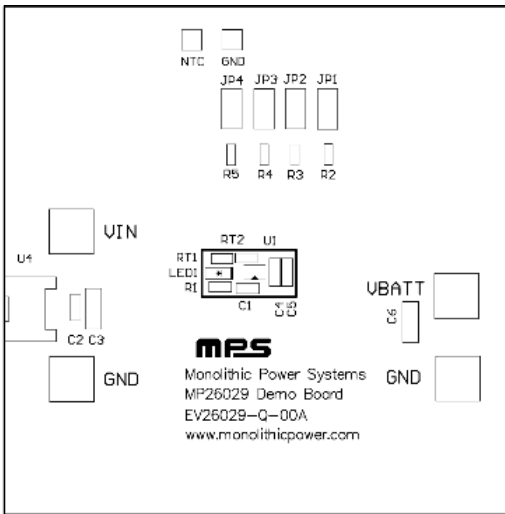 NTC GND
JP4 JP3 JP2 JP1
R5 R4 R3 R2
VIN
RT2 U1
U4
RT1
LED1
R1
C1
C4
C5
VBATT
C6
C2 C3
GND
GND
MPS
Monolithic Power Systems
MP26029 Demo Board
EV26029-Q-00A
www.monolithicpower.com